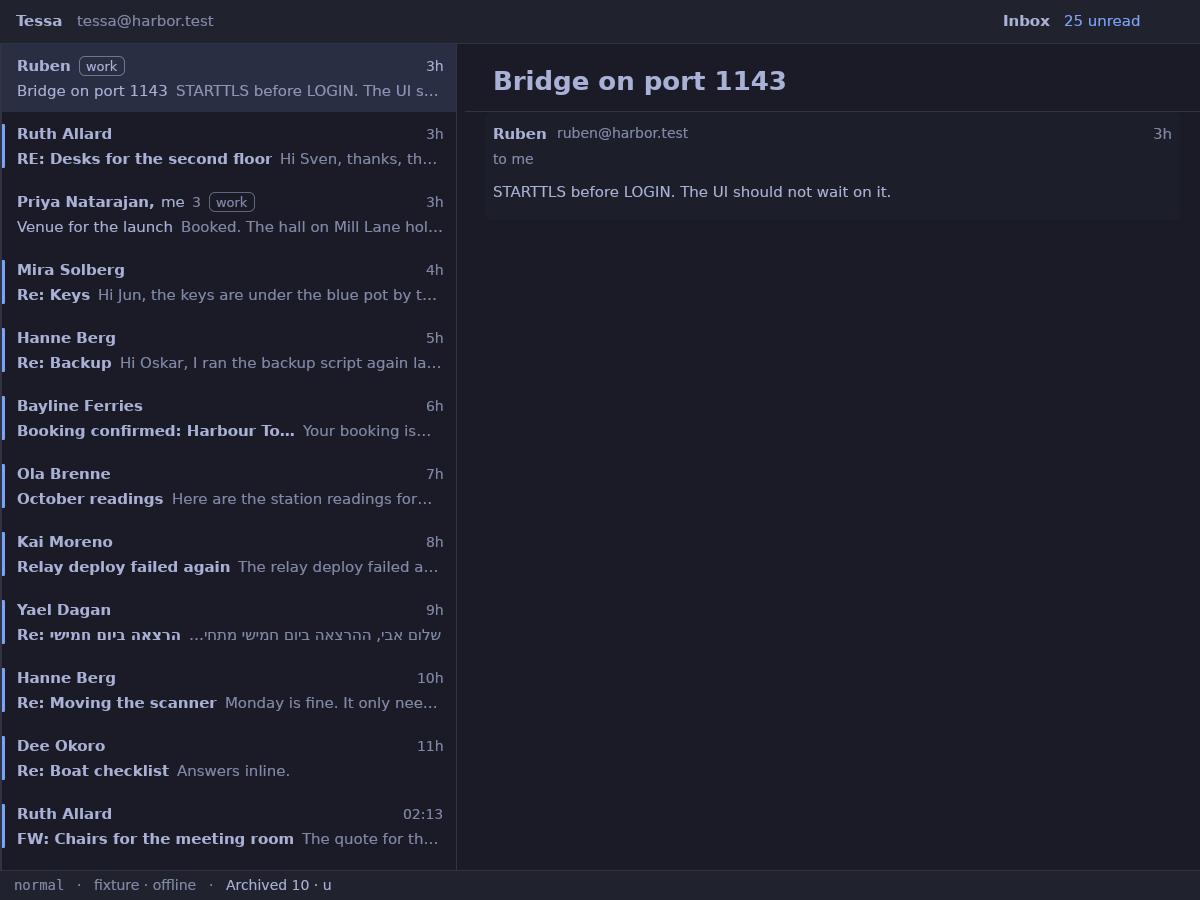 Tessa tessa@harbor.test Inbox 25 unread
Ruben work 3h
Bridge on port 1143 STARTTLS before LOGIN. The UI s…
Ruth Allard 3h
RE: Desks for the second floor Hi Sven, thanks, th…
Priya Natarajan, me 3 work 3h
Venue for the launch Booked. The hall on Mill Lane hol…
Mira Solberg 4h
Re: Keys Hi Jun, the keys are under the blue pot by t…
Hanne Berg 5h
Re: Backup Hi Oskar, I ran the backup script again la…
Bayline Ferries 6h
Booking confirmed: Harbour To… Your booking is…
Ola Brenne 7h
October readings Here are the station readings for…
Kai Moreno 8h
Relay deploy failed again The relay deploy failed a…
Yael Dagan 9h
Re: הרצאה ביום חמישי שלום אבי, ההרצאה ביום חמישי מתחי…
Hanne Berg 10h
Re: Moving the scanner Monday is fine. It only nee…
Dee Okoro 11h
Re: Boat checklist Answers inline.
Ruth Allard 02:13
FW: Chairs for the meeting room The quote for th…
Bridge on port 1143
Ruben ruben@harbor.test 3h
to me
STARTTLS before LOGIN. The UI should not wait on it.
normal · fixture · offline · Archived 10 · u